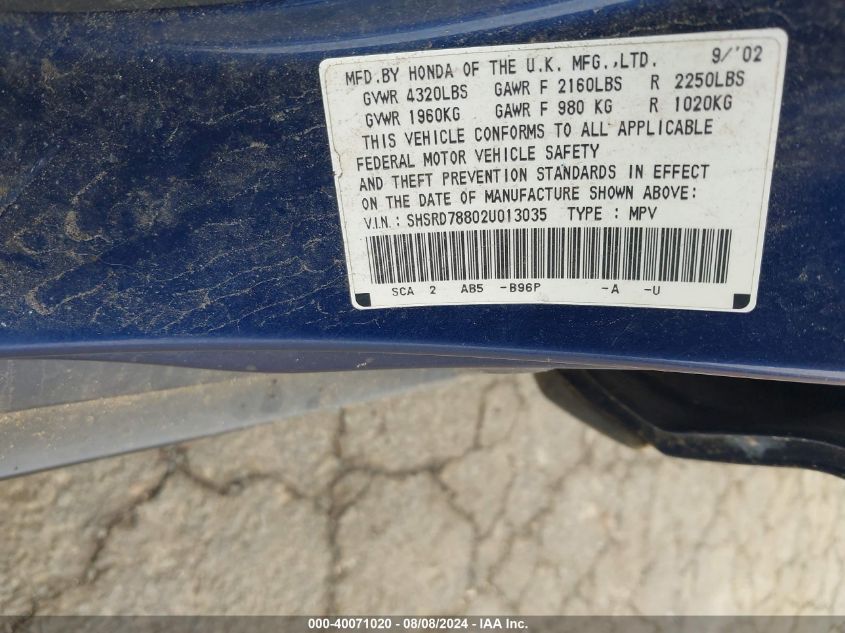 MFD.BY HONDA OF THE U.K. MFG.,LTD. 9/'02
GVWR 4320LBS GAWR F 2160LBS R 2250LBS
GVWR 1960KG GAWR F 980 KG R 1020KG
THIS VEHICLE CONFORMS TO ALL APPLICABLE
FEDERAL MOTOR VEHICLE SAFETY
AND THEFT PREVENTION STANDARDS IN EFFECT
ON THE DATE OF MANUFACTURE SHOWN ABOVE:
V.I.N.: SHSRD78802U013035 TYPE : MPV
SCA 2 AB5 -B96P -A -U
000-40071020 - 08/08/2024 - IAA Inc.